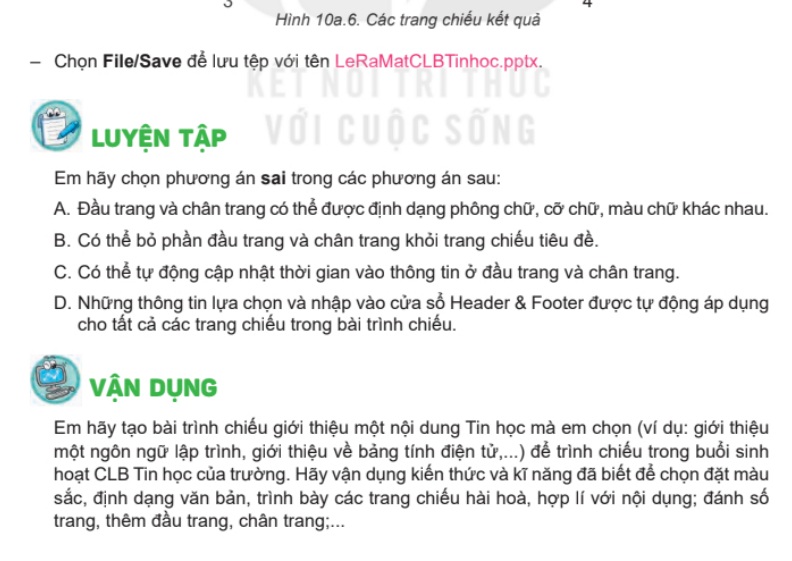 3 4
Hình 10a.6. Các trang chiếu kết quả
– Chọn File/Save để lưu tệp với tên LeRaMatCLBTinhoc.pptx.
KẾT NỐI TRI THỨC
VỚI CUỘC SỐNG
LUYỆN TẬP
Em hãy chọn phương án sai trong các phương án sau:
A. Đầu trang và chân trang có thể được định dạng phông chữ, cỡ chữ, màu chữ khác nhau.
B. Có thể bỏ phần đầu trang và chân trang khỏi trang chiếu tiêu đề.
C. Có thể tự động cập nhật thời gian vào thông tin ở đầu trang và chân trang.
D. Những thông tin lựa chọn và nhập vào cửa sổ Header & Footer được tự động áp dụng
cho tất cả các trang chiếu trong bài trình chiếu.
VẬN DỤNG
Em hãy tạo bài trình chiếu giới thiệu một nội dung Tin học mà em chọn (ví dụ: giới thiệu
một ngôn ngữ lập trình, giới thiệu về bảng tính điện tử,...) để trình chiếu trong buổi sinh
hoạt CLB Tin học của trường. Hãy vận dụng kiến thức và kĩ năng đã biết để chọn đặt màu
sắc, định dạng văn bản, trình bày các trang chiếu hài hoà, hợp lí với nội dung; đánh số
trang, thêm đầu trang, chân trang;...